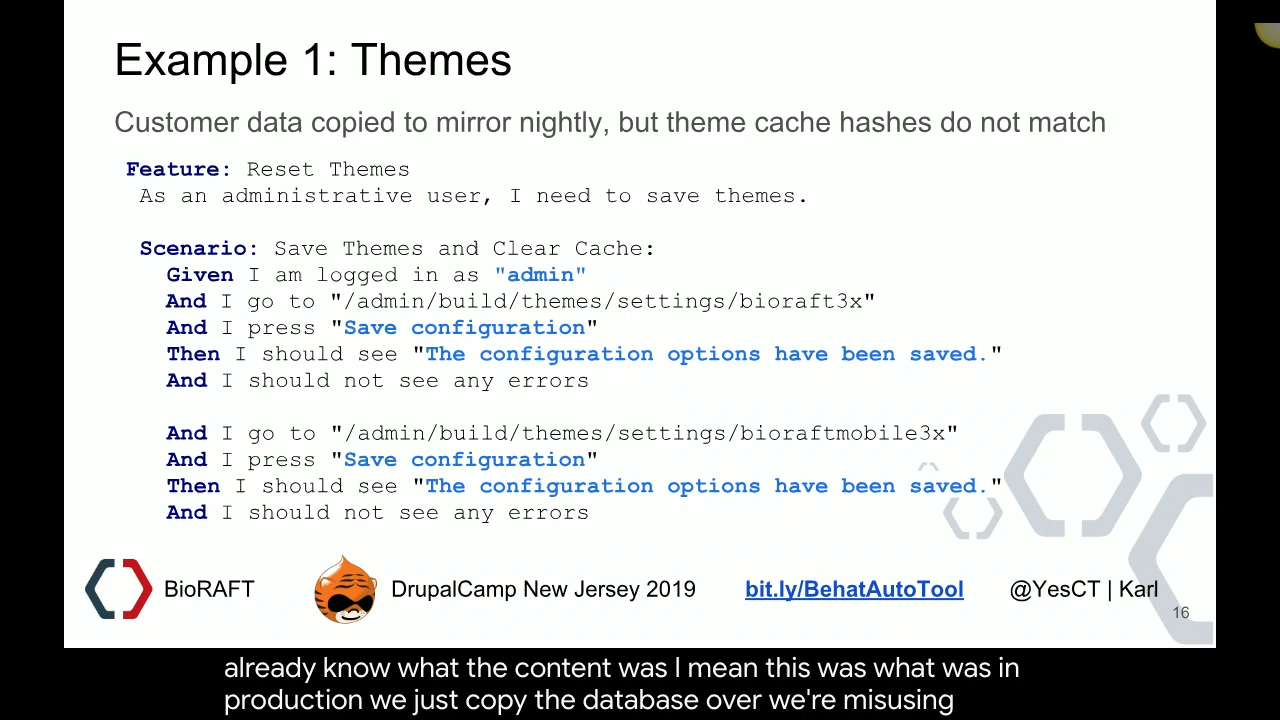 Example 1: Themes
Customer data copied to mirror nightly, but theme cache hashes do not match
Feature: Reset Themes
As an administrative user, I need to save themes.
Scenario: Save Themes and Clear Cache:
Given I am logged in as "admin"
And I go to "/admin/build/themes/settings/bioraft3x"
And I press "Save configuration"
Then I should see "The configuration options have been saved."
And I should not see any errors
And I go to "/admin/build/themes/settings/bioraftmobile3x"
And I press "Save configuration"
Then I should see "The configuration options have been saved."
And I should not see any errors
BioRAFT DrupalCamp New Jersey 2019 bit.ly/BehatAutoTool @YesCT | Karl
16
already know what the content was I mean this was what was in
production we just copy the database over we're misusing